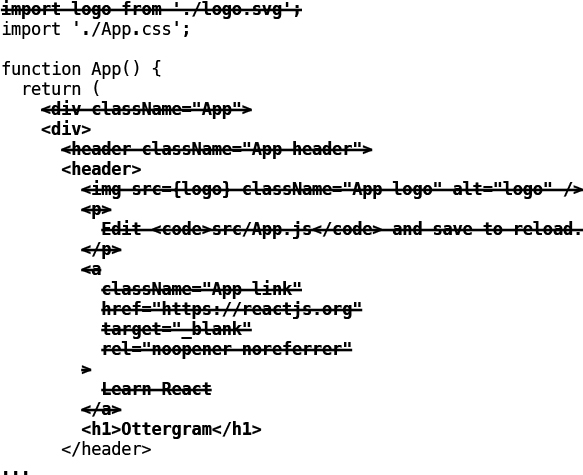 import logo from './logo.svg';
import './App.css';
function App() {
return (
<div className="App">
<div>
<header className="App-header">
<header>
<img src={logo} className="App-logo" alt="logo" />
<p>
Edit <code>src/App.js</code> and save to reload.
</p>
<a
className="App-link"
href="https://reactjs.org"
target="_blank"
rel="noopener noreferrer"
>
Learn React
</a>
<h1>Ottergram</h1>
</header>
...